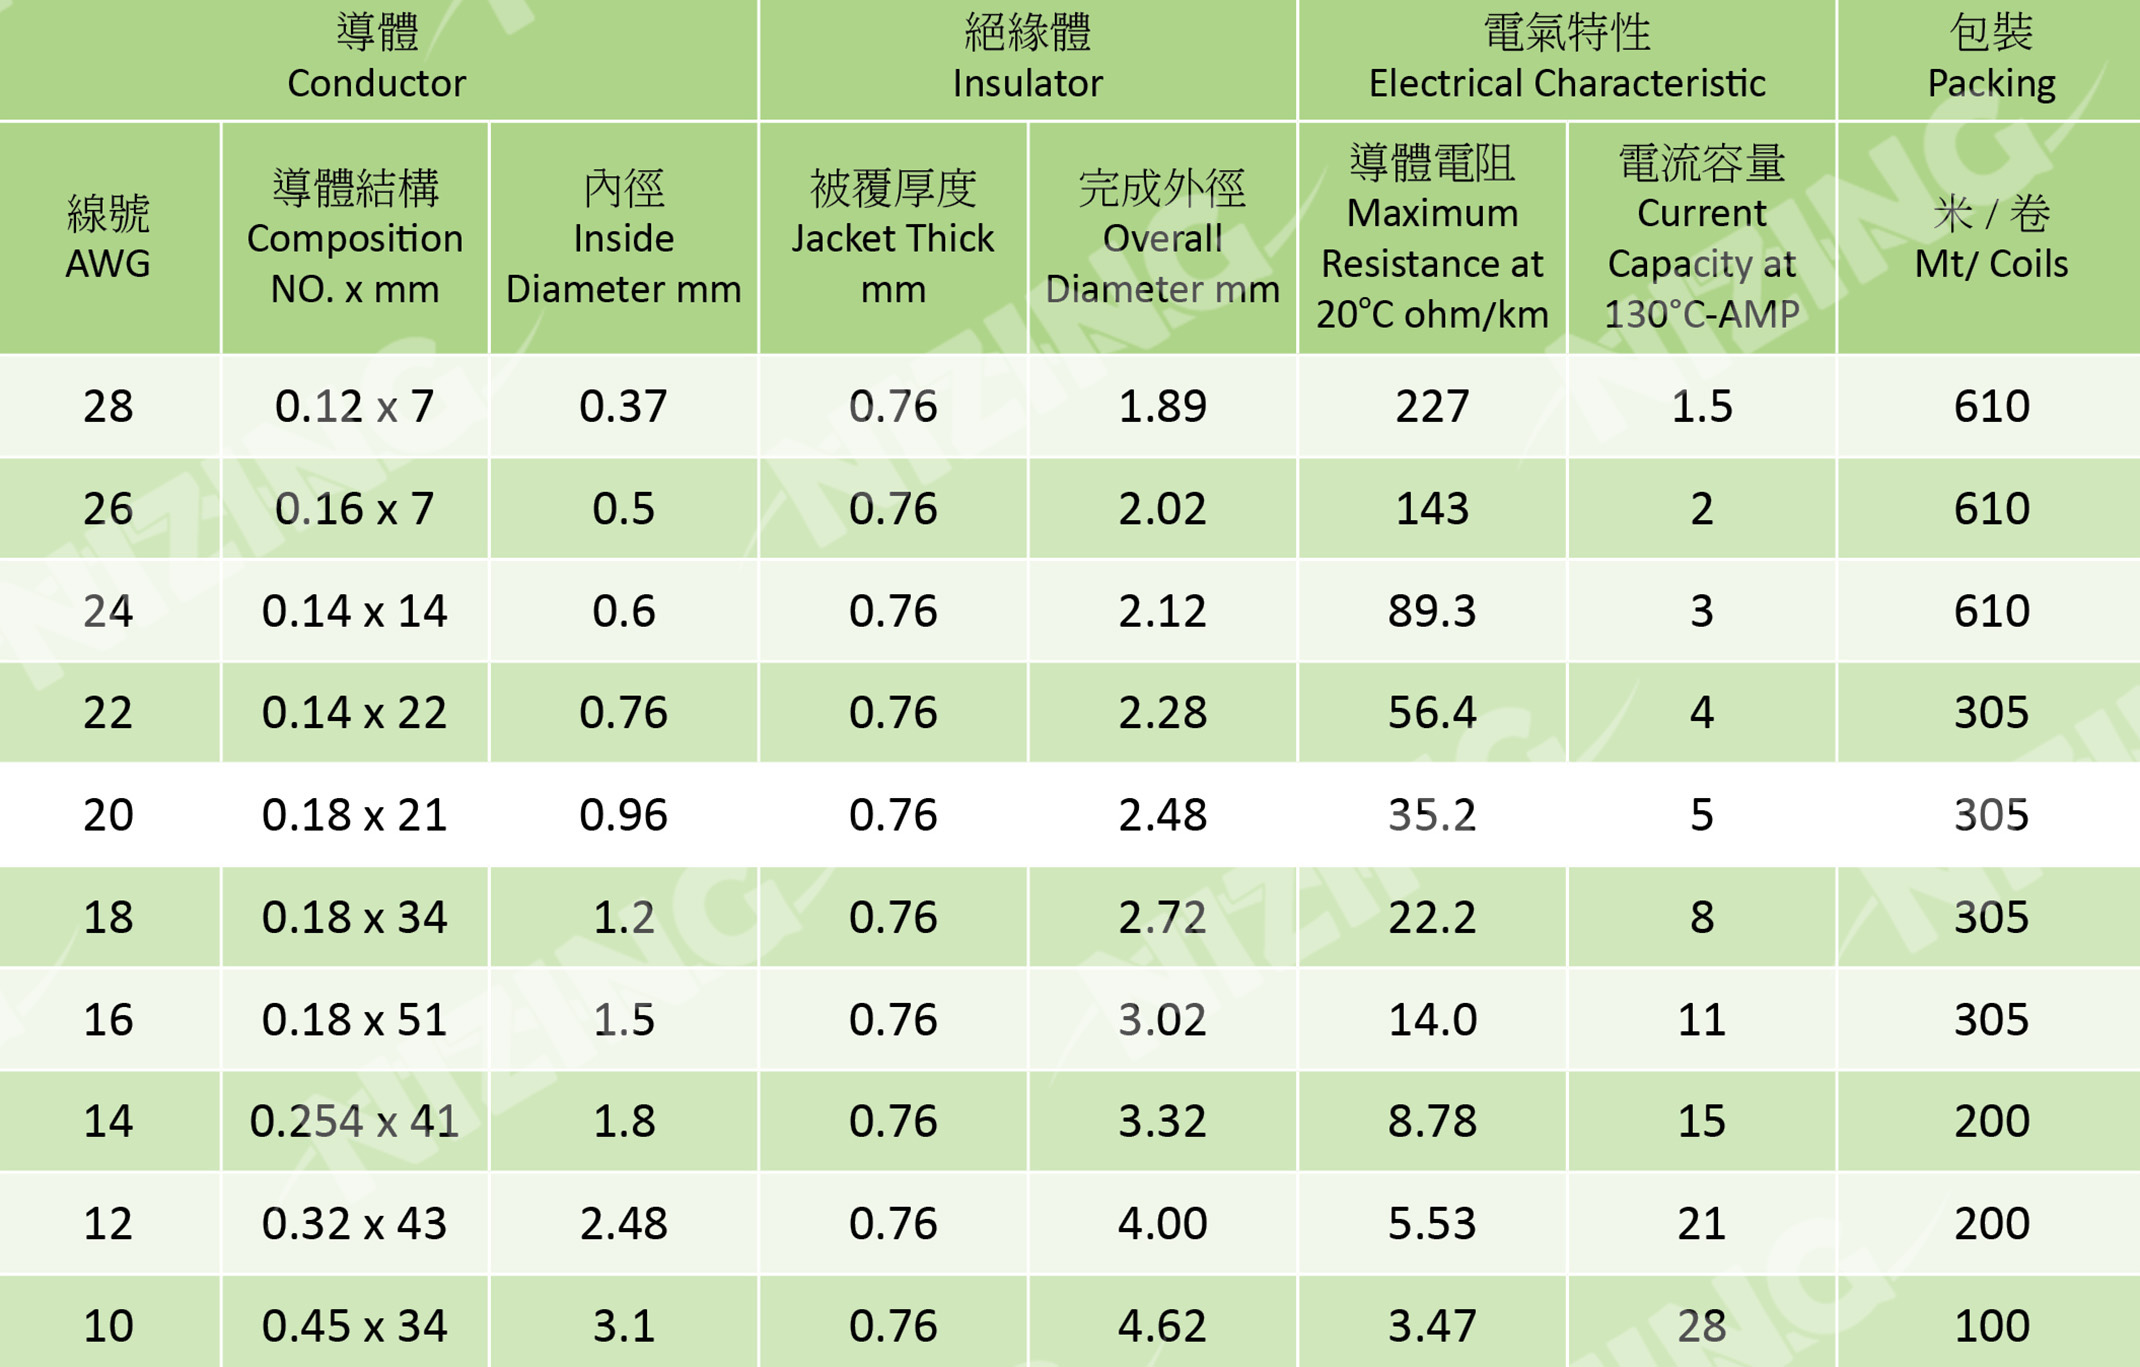 導體 絕緣體 電氣特性 包裝
Conductor Insulator Electrical Characteristic Packing
線號 導體結構 內徑 被覆厚度 完成外徑 導體電阻 電流容量 米 / 卷
AWG Composition NO. x mm Inside Diameter mm Jacket Thick mm Overall Diameter mm Maximum Resistance at 20°C ohm/km Current Capacity at 130°C-AMP Mt/ Coils
28 0.12 x 7 0.37 0.76 1.89 227 1.5 610
26 0.16 x 7 0.5 0.76 2.02 143 2 610
24 0.14 x 14 0.6 0.76 2.12 89.3 3 610
22 0.14 x 22 0.76 0.76 2.28 56.4 4 305
20 0.18 x 21 0.96 0.76 2.48 35.2 5 305
18 0.18 x 34 1.2 0.76 2.72 22.2 8 305
16 0.18 x 51 1.5 0.76 3.02 14.0 11 305
14 0.254 x 41 1.8 0.76 3.32 8.78 15 200
12 0.32 x 43 2.48 0.76 4.00 5.53 21 200
10 0.45 x 34 3.1 0.76 4.62 3.47 28 100
NIZING
NIZING
NIZING
NIZING
NIZING